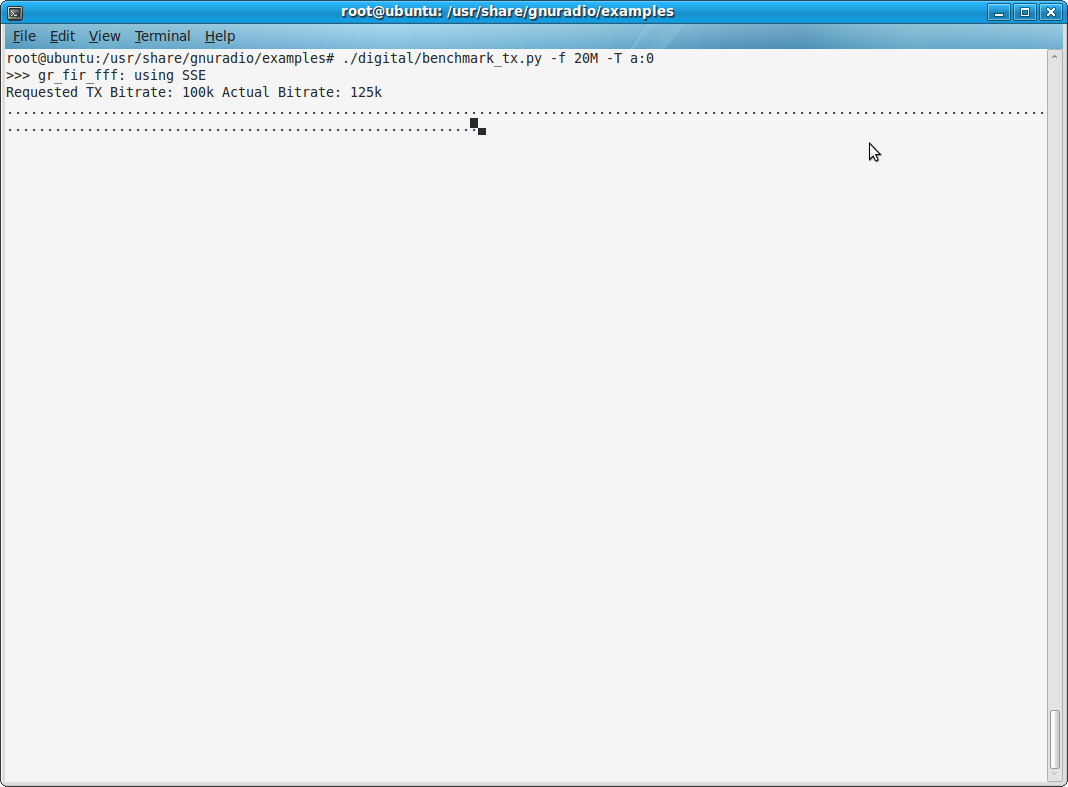 root@ubuntu: /usr/share/gnuradio/examples
File Edit View Terminal Help
root@ubuntu:/usr/share/gnuradio/examples# ./digital/benchmark_tx.py -f 20M -T a:0
>>> gr_fir_fff: using SSE
Requested TX Bitrate: 100k Actual Bitrate: 125k
..................................................................................................................................
..........................................................